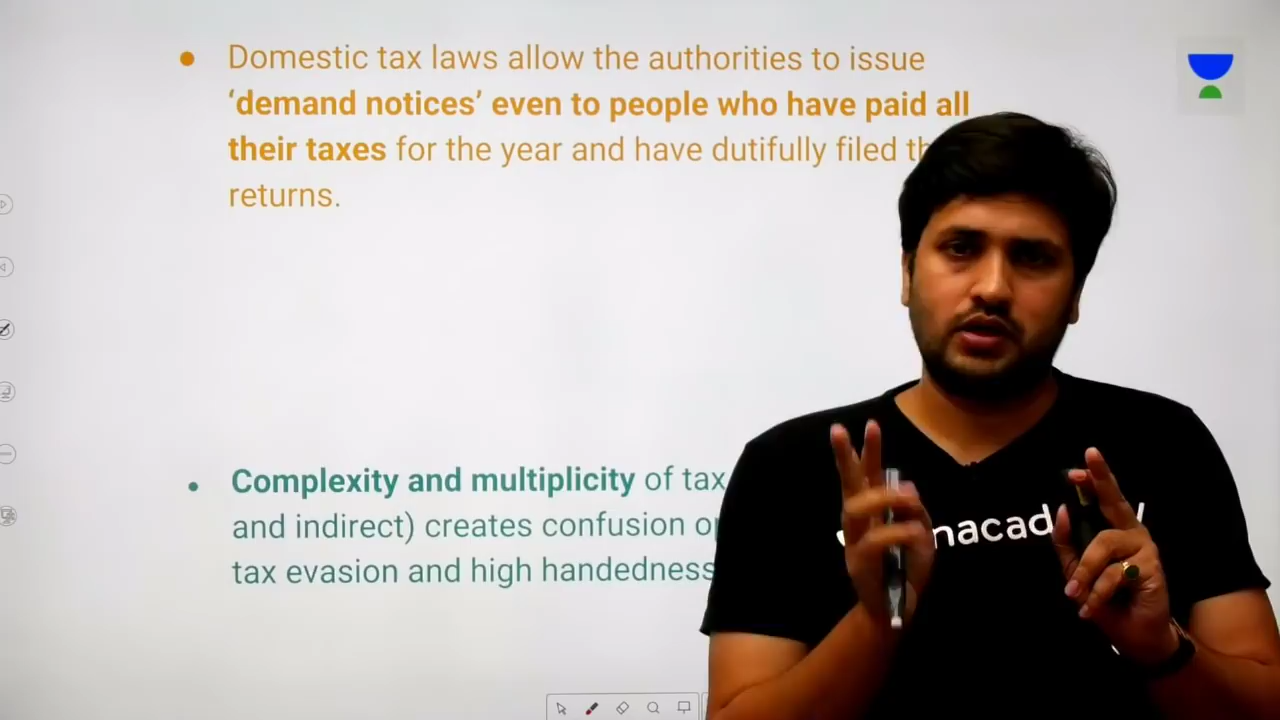 Domestic tax laws allow the authorities to issue
‘demand notices’ even to people who have paid all
their taxes for the year and have dutifully filed
returns.
Complexity and multiplicity of tax
and indirect) creates confusion
tax evasion and high handedness